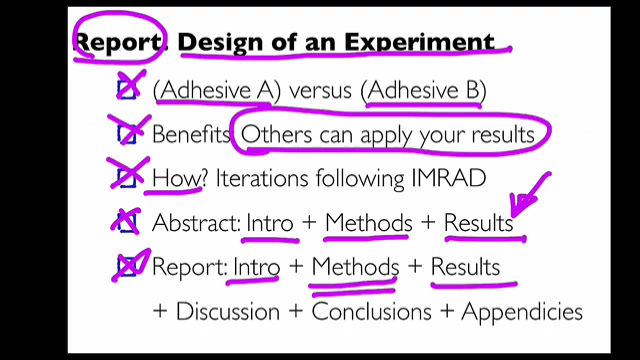 Report: Design of an Experiment
(Adhesive A) versus (Adhesive B)
Benefits: Others can apply your results
How? Iterations following IMRAD
Abstract: Intro + Methods + Results
Report: Intro + Methods + Results
+ Discussion + Conclusions + Appendicies